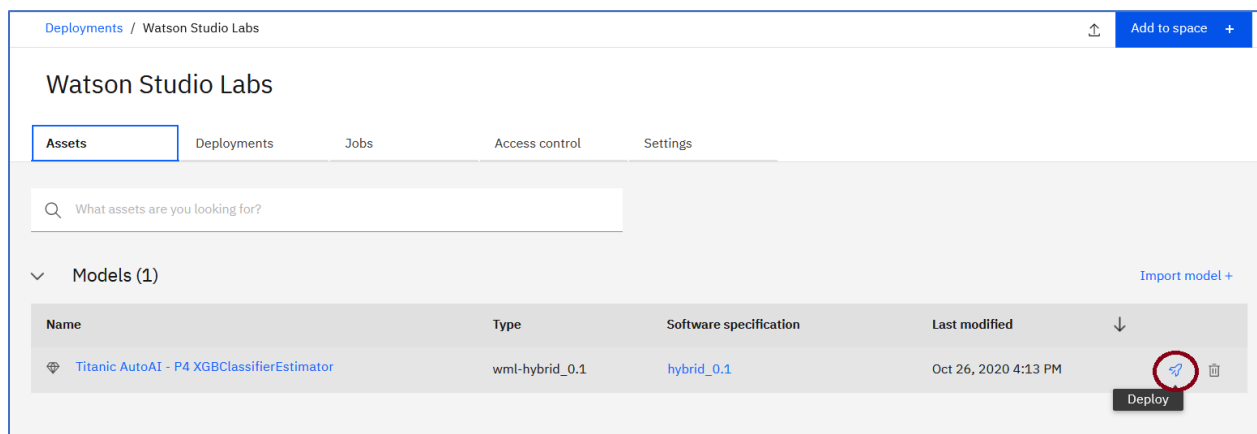 Deployments / Watson Studio Labs
Add to space +
Watson Studio Labs
Assets Deployments Jobs Access control Settings
What assets are you looking for?
Models (1)
Import model +
Name Type Software specification Last modified
Titanic AutoAI - P4 XGBClassifierEstimator wml-hybrid_0.1 hybrid_0.1 Oct 26, 2020 4:13 PM
Deploy